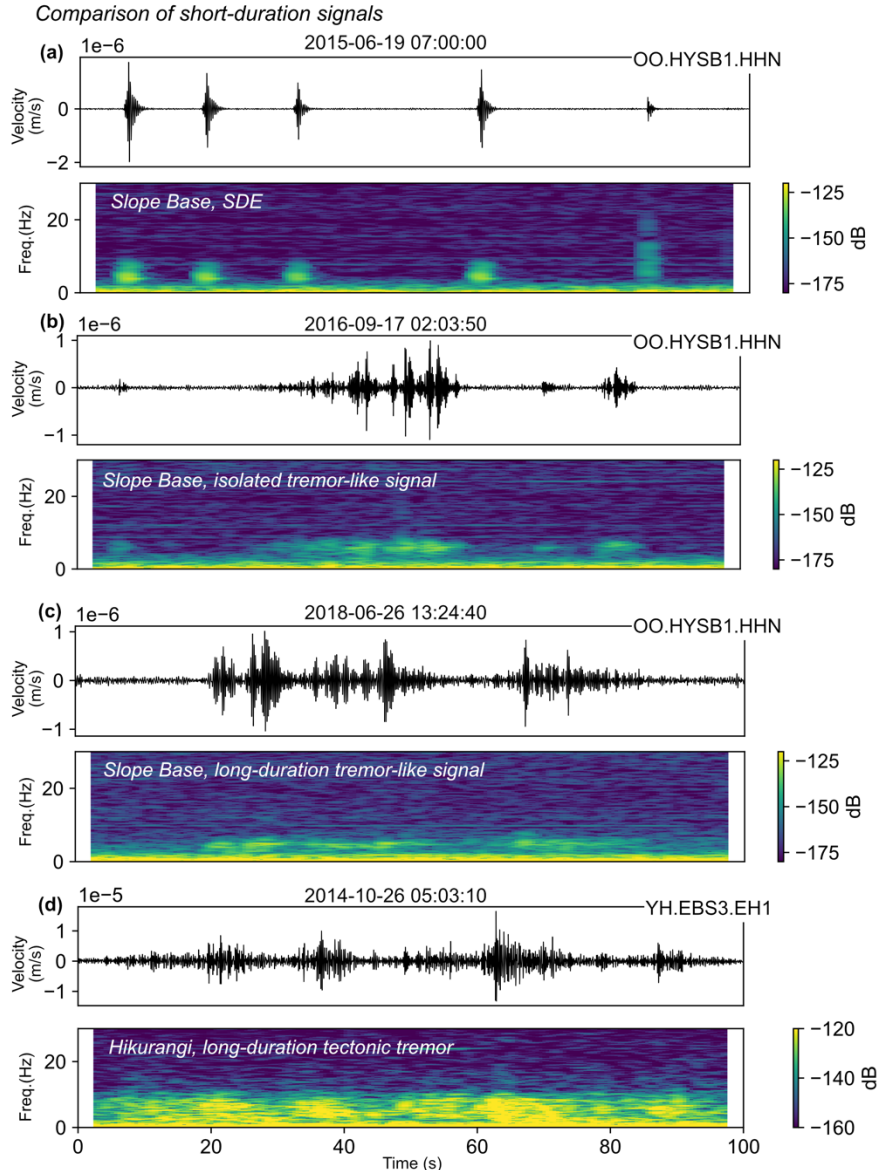 Comparison of short-duration signals
(a) 1e−6 2015-06-19 07:00:00 OO.HYSB1.HHN
Velocity (m/s)
0
−2
Slope Base, SDE
Freq.(Hz)
20
0
−125
−150
−175
dB
(b) 1e−6 2016-09-17 02:03:50 OO.HYSB1.HHN
Velocity (m/s)
1
0
−1
Slope Base, isolated tremor-like signal
Freq.(Hz)
20
0
−125
−150
−175
dB
(c) 1e−6 2018-06-26 13:24:40 OO.HYSB1.HHN
Velocity (m/s)
1
0
−1
Slope Base, long-duration tremor-like signal
Freq.(Hz)
20
0
−125
−150
−175
dB
(d) 1e−5 2014-10-26 05:03:10 YH.EBS3.EH1
Velocity (m/s)
1
0
−1
Hikurangi, long-duration tectonic tremor
Freq.(Hz)
20
0
−120
−140
−160
dB
0 20 40 60 80 100
Time (s)